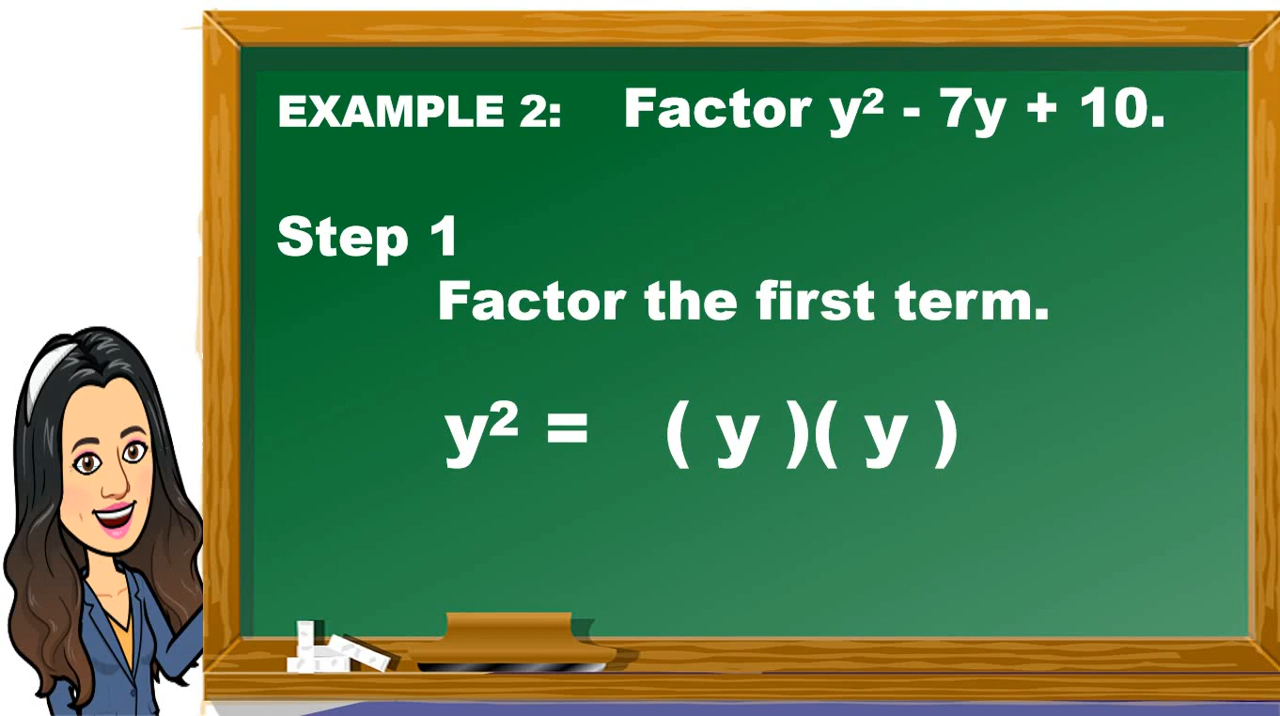 EXAMPLE 2: Factor y² - 7y + 10.
Step 1
Factor the first term.
y² = ( y )( y )